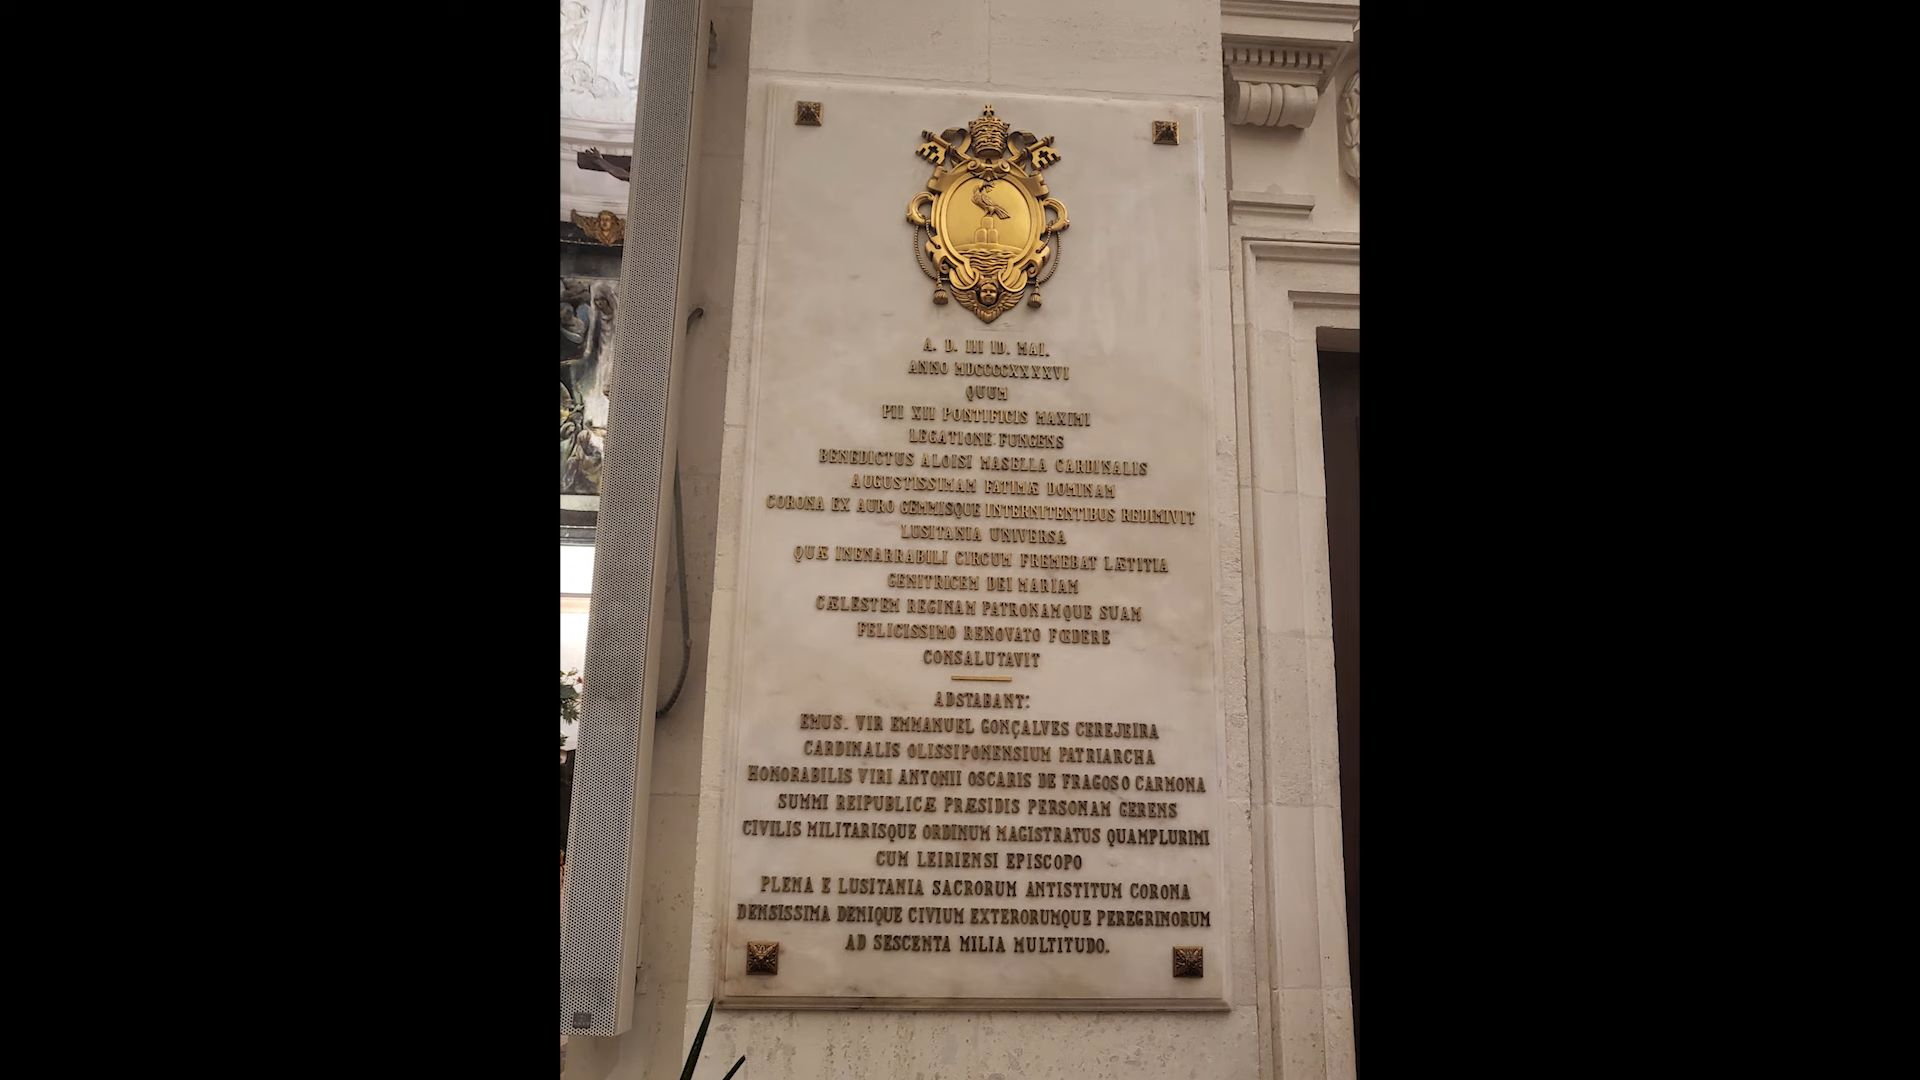 A. D. III ID. MAI.
ANNO MDCCCCXXXXVI
QUUM
PII XII PONTIFICIS MAXIMI
LEGATIONE FUNGENS
BENEDICTUS ALOISI MASELLA CARDINALIS
AUGUSTISSIMAM FATIMÆ DOMINAM
CORONA EX AURO GEMMISQUE INTERNITENTIBUS REDIMIVIT
LUSITANIA UNIVERSA
QUÆ INENARRABILI CIRCUM FREMEBAT LÆTITIA
GENITRICEM DEI MARIAM
CÆLESTEM REGINAM PATRONAMQUE SUAM
FELICISSIMO RENOVATO FŒDERE
CONSALUTAVIT
ADSTABANT:
EMUS. VIR EMMANUEL GONÇALVES CEREJEIRA
CARDINALIS OLISSIPONENSIUM PATRIARCHA
HONORABILIS VIRI ANTONII OSCARIS DE FRAGOSO CARMONA
SUMMI REIPUBLICÆ PRÆSIDIS PERSONAM GERENS
CIVILIS MILITARISQUE ORDINUM MAGISTRATUS QUAMPLURIMI
CUM LEIRIENSI EPISCOPO
PLENA E LUSITANIA SACRORUM ANTISTITUM CORONA
DENSISSIMA DENIQUE CIVIUM EXTERORUMQUE PEREGRINORUM
AD SESCENTA MILIA MULTITUDO.